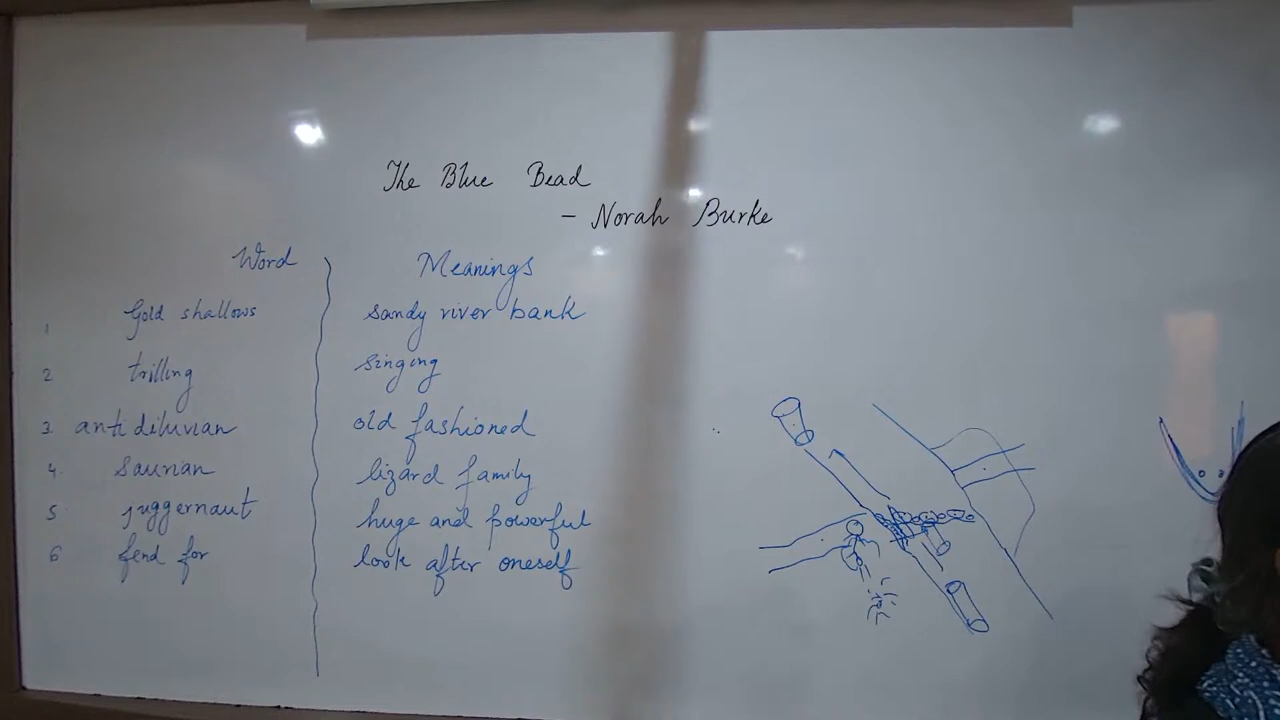 The Blue Bead
- Norah Burke
Word Meanings
1 Gold shallows sandy river bank
2 trilling singing
3. antidiluvian old fashioned
4. Saurian lizard family
5 juggernaut huge and powerful
6 fend for look after oneself